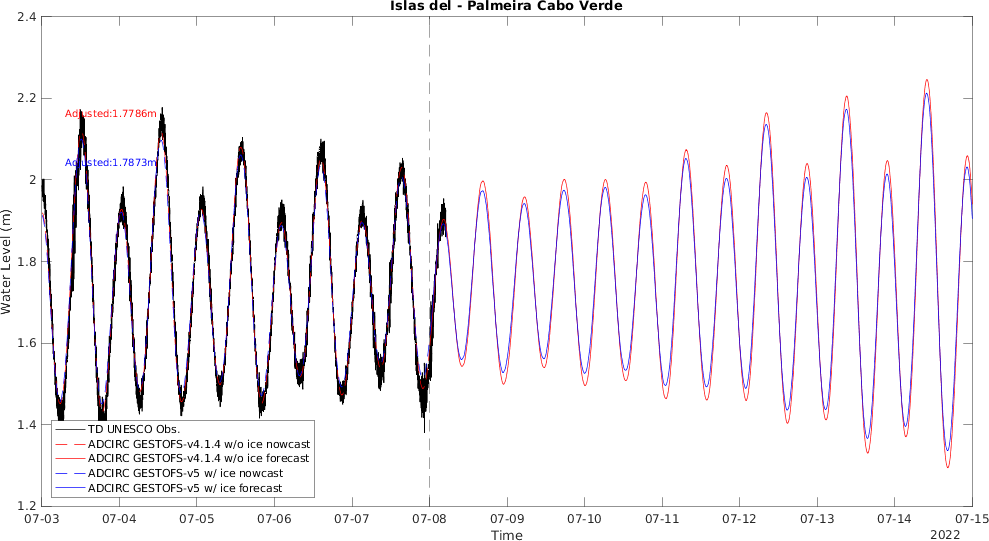 Islas del - Palmeira Cabo Verde
Water Level (m)
2.4
2.2
2
1.8
1.6
1.4
1.2
Adjusted:1.7786m
Adjusted:1.7873m
TD UNESCO Obs.
ADCIRC GESTOFS-v4.1.4 w/o ice nowcast
ADCIRC GESTOFS-v4.1.4 w/o ice forecast
ADCIRC GESTOFS-v5 w/ ice nowcast
ADCIRC GESTOFS-v5 w/ ice forecast
07-03 07-04 07-05 07-06 07-07 07-08 07-09 07-10 07-11 07-12 07-13 07-14 07-15
Time
2022